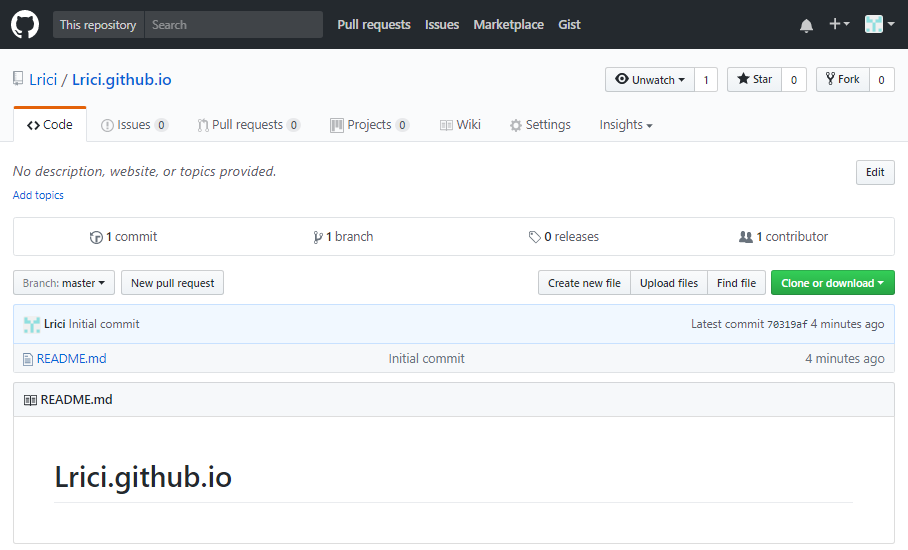 This repository Search Pull requests Issues Marketplace Gist
Lrici / Lrici.github.io Unwatch 1 Star 0 Fork 0
Code Issues 0 Pull requests 0 Projects 0 Wiki Settings Insights
No description, website, or topics provided. Edit
Add topics
1 commit 1 branch 0 releases 1 contributor
Branch: master New pull request Create new file Upload files Find file Clone or download
Lrici Initial commit Latest commit 70319af 4 minutes ago
README.md Initial commit 4 minutes ago
README.md
Lrici.github.io